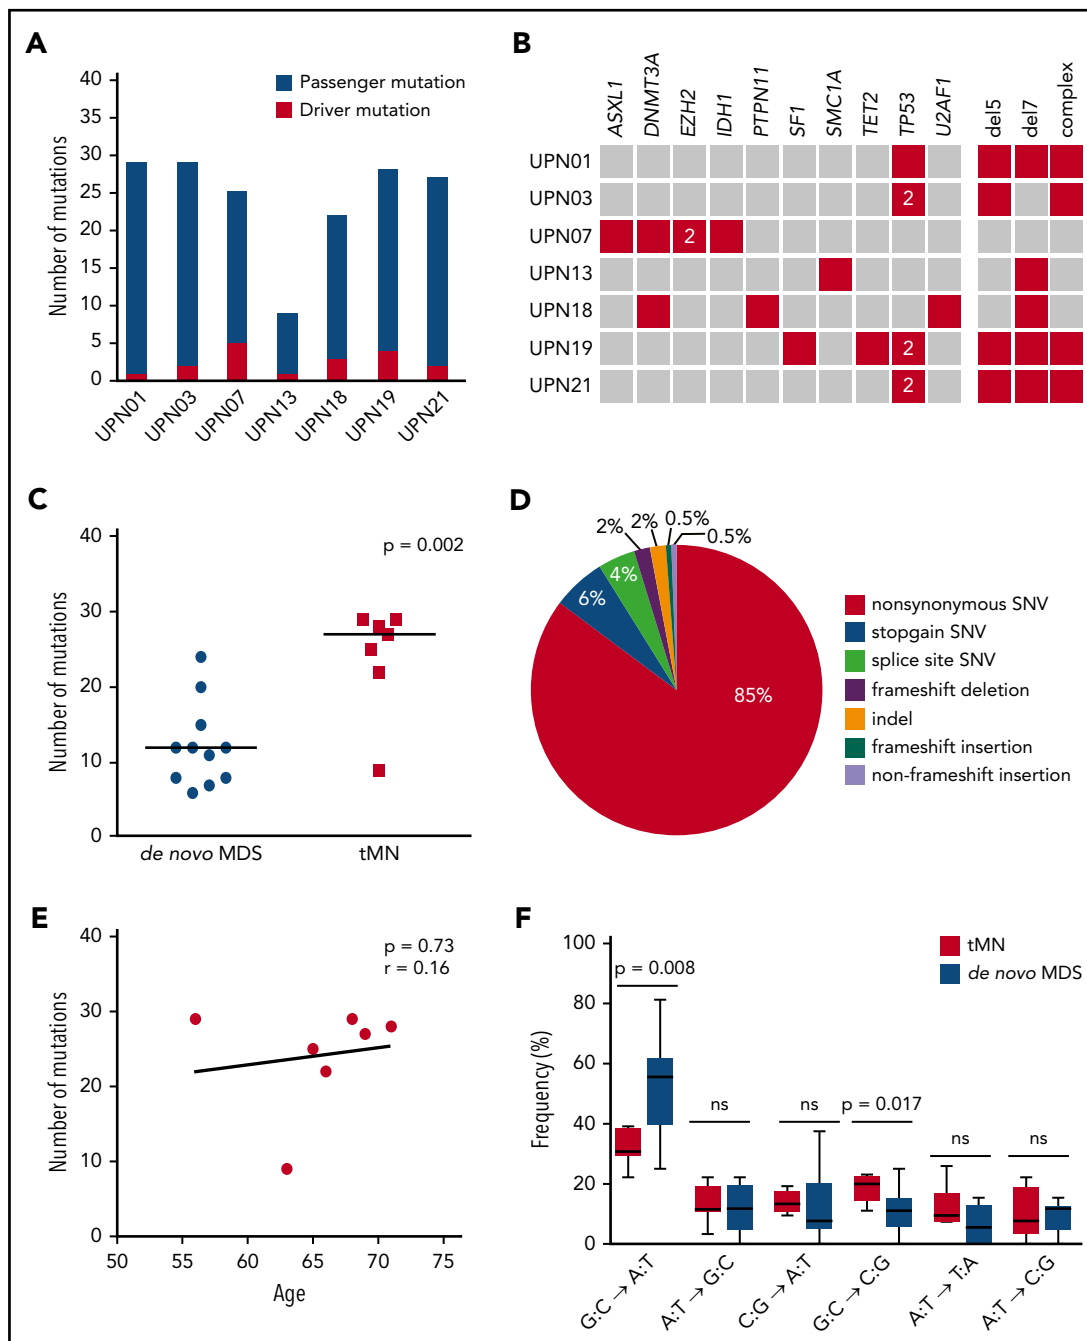 A
Passenger mutation
Driver mutation
Number of mutations
40
35
30
25
20
15
10
5
0
UPN01 UPN03 UPN07 UPN13 UPN18 UPN19 UPN21
B
ASXL1 DNMT3A EZH2 IDH1 PTPN11 SF1 SMC1A TET2 TP53 U2AF1 del5 del7 complex
UPN01
UPN03 2
UPN07 2
UPN13
UPN18
UPN19 2
UPN21 2
C
p = 0.002
Number of mutations
40
30
20
10
0
de novo MDS tMN
D
2% 2% 0.5%
0.5%
4%
6%
85%
nonsynonymous SNV
stopgain SNV
splice site SNV
frameshift deletion
indel
frameshift insertion
non-frameshift insertion
E
p = 0.73
r = 0.16
Number of mutations
40
30
20
10
0
50 55 60 65 70 75
Age
F
tMN
de novo MDS
Frequency (%)
100
80
60
40
20
0
p = 0.008
ns ns p = 0.017 ns ns
G:C → A:T A:T → G:C C:G → A:T G:C → C:G A:T → T:A A:T → C:G